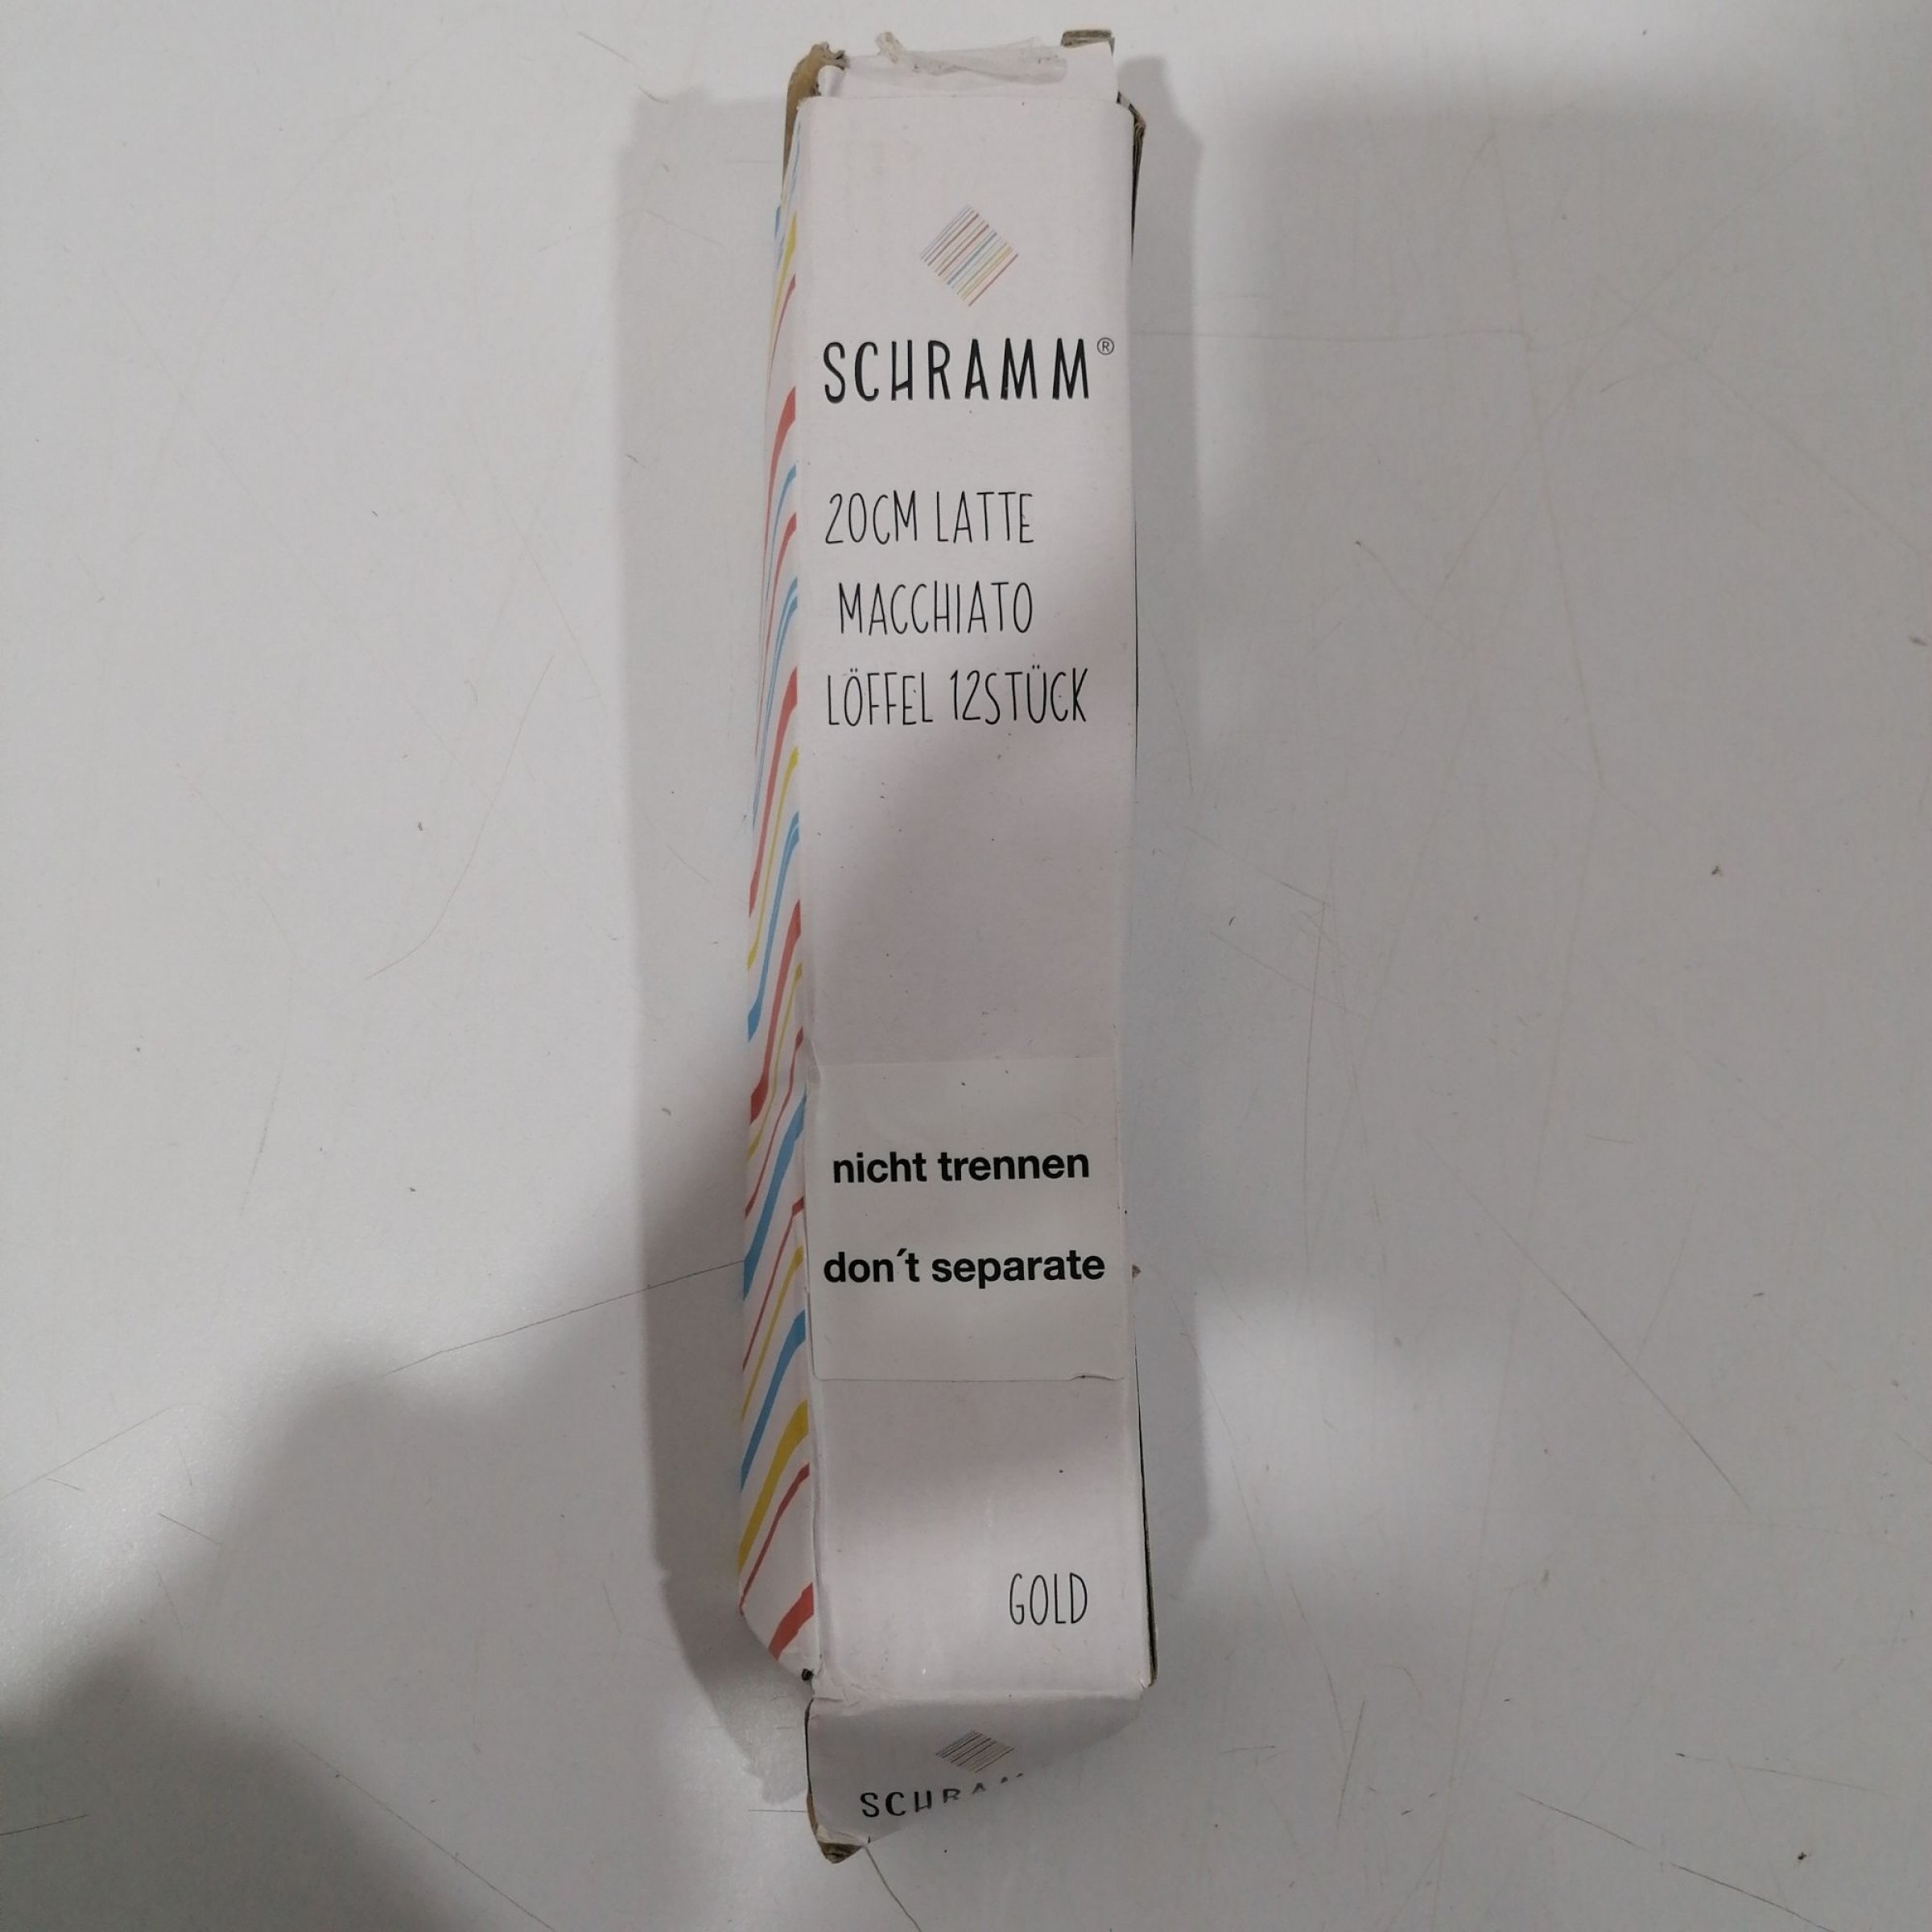 SCHRAMM®
20CM LATTE
MACCHIATO
LÖFFEL 12STÜCK
nicht trennen
don´t separate
GOLD